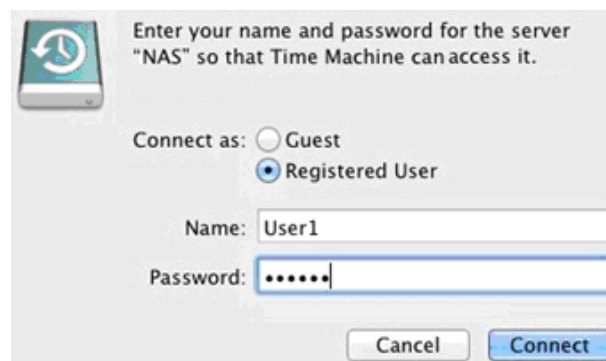 Enter your name and password for the server
“NAS” so that Time Machine can access it.
Connect as: Guest
Registered User
Name: User1
Password: ••••••
Cancel Connect